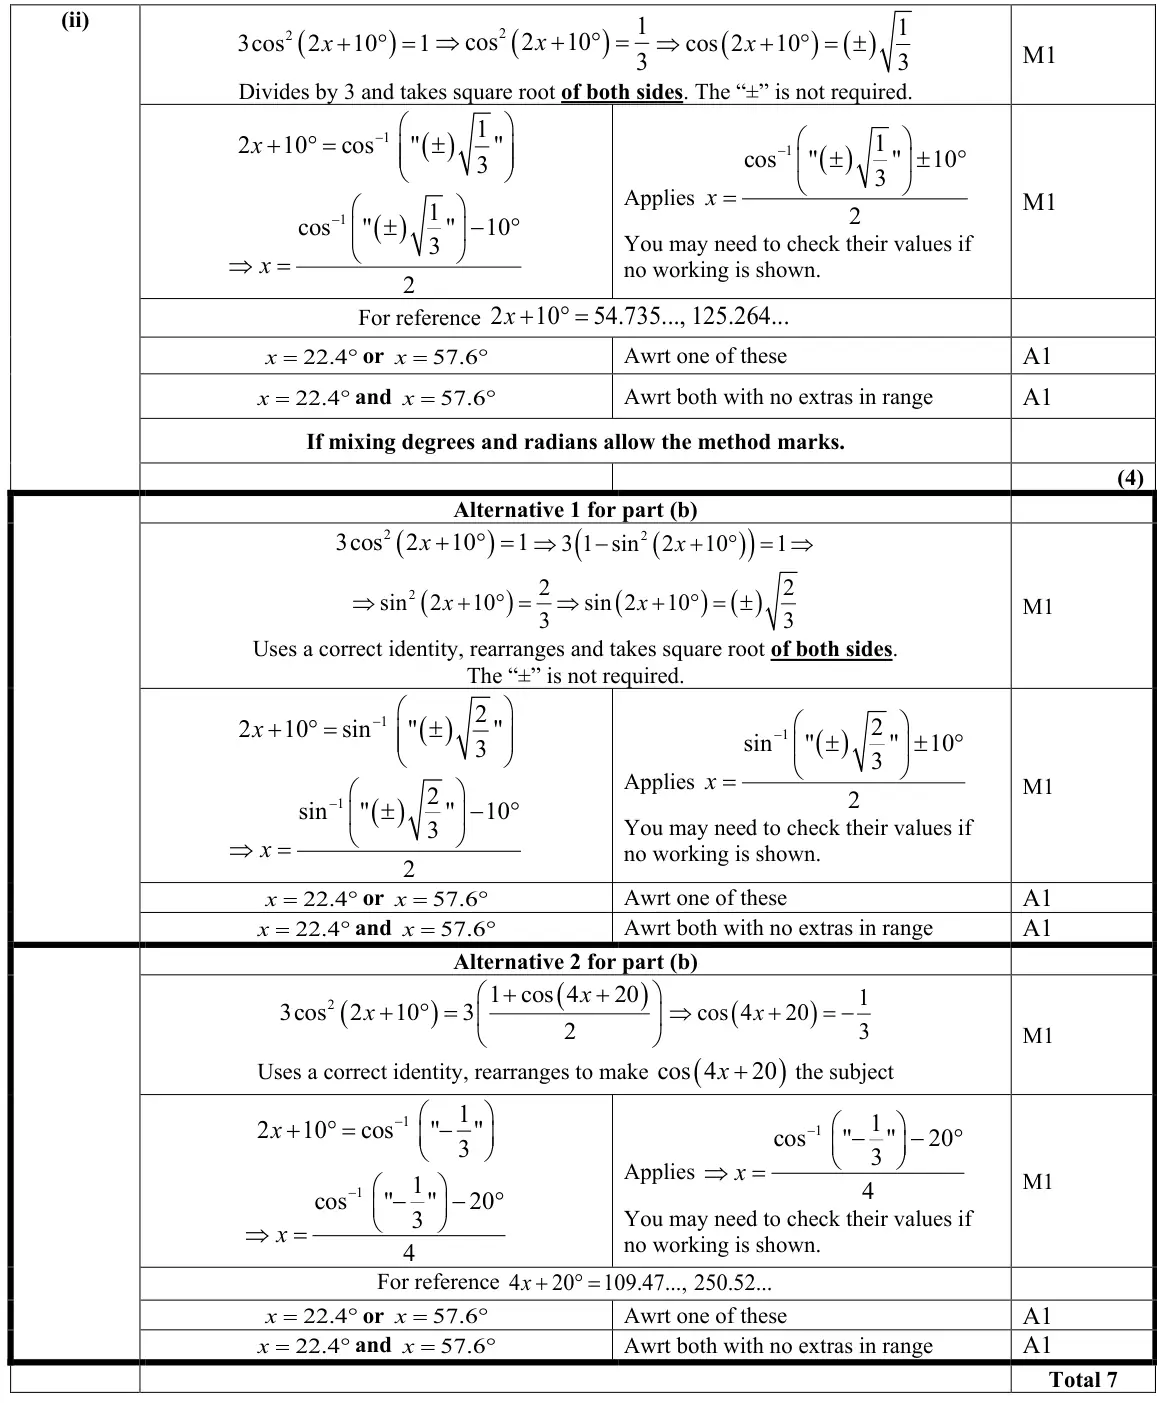 (ii)
3cos² (2x + 10°) = 1 ⇒ cos² (2x + 10°) = 1/3 ⇒ cos (2x + 10°) = (±) √(1/3)
M1
Divides by 3 and takes square root of both sides. The “±” is not required.
2x + 10° = cos⁻¹ ("(±) √(1/3)")
⇒ x = (cos⁻¹ ("(±) √(1/3)") − 10°) / 2
Applies x = (cos⁻¹ ("(±) √(1/3)") ± 10°) / 2
You may need to check their values if
no working is shown.
M1
For reference 2x + 10° = 54.735..., 125.264...
x = 22.4° or x = 57.6° Awrt one of these A1
x = 22.4° and x = 57.6° Awrt both with no extras in range A1
If mixing degrees and radians allow the method marks.
(4)
Alternative 1 for part (b)
3cos² (2x + 10°) = 1 ⇒ 3(1 − sin² (2x + 10°)) = 1 ⇒
⇒ sin² (2x + 10°) = 2/3 ⇒ sin (2x + 10°) = (±) √(2/3)
M1
Uses a correct identity, rearranges and takes square root of both sides.
The “±” is not required.
2x + 10° = sin⁻¹ ("(±) √(2/3)")
⇒ x = (sin⁻¹ ("(±) √(2/3)") − 10°) / 2
Applies x = (sin⁻¹ ("(±) √(2/3)") ± 10°) / 2
You may need to check their values if
no working is shown.
M1
x = 22.4° or x = 57.6° Awrt one of these A1
x = 22.4° and x = 57.6° Awrt both with no extras in range A1
Alternative 2 for part (b)
3cos² (2x + 10°) = 3((1 + cos (4x + 20)) / 2) ⇒ cos (4x + 20) = −1/3
M1
Uses a correct identity, rearranges to make cos (4x + 20) the subject
2x + 10° = cos⁻¹ ("−1/3")
⇒ x = (cos⁻¹ ("−1/3") − 20°) / 4
Applies ⇒ x = (cos⁻¹ ("−1/3") − 20°) / 4
You may need to check their values if
no working is shown.
M1
For reference 4x + 20° = 109.47..., 250.52...
x = 22.4° or x = 57.6° Awrt one of these A1
x = 22.4° and x = 57.6° Awrt both with no extras in range A1
Total 7